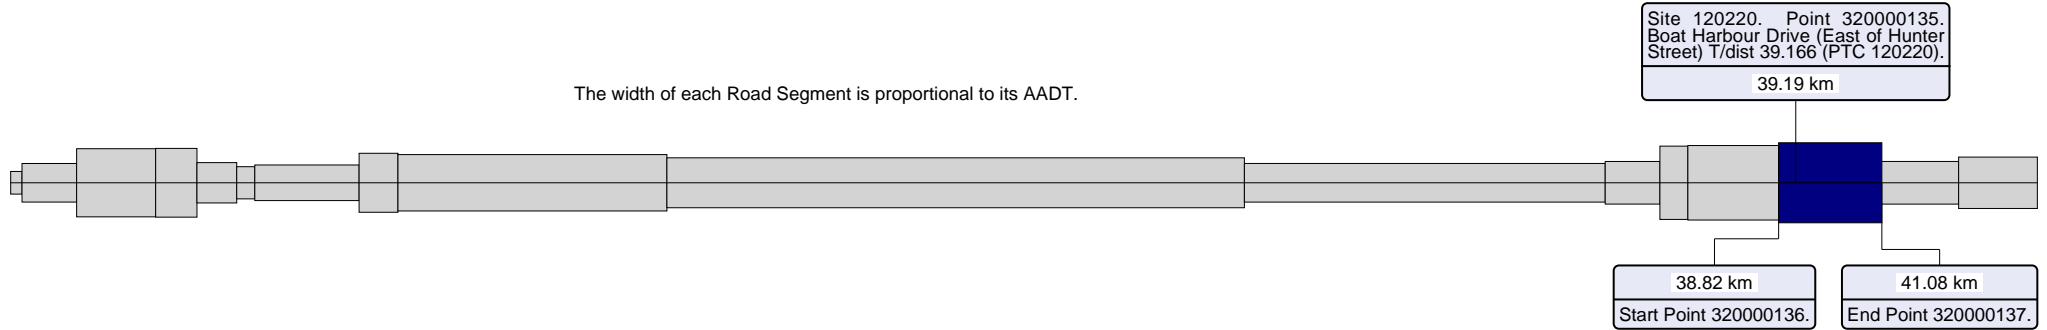 Site 120220. Point 320000135.
Boat Harbour Drive (East of Hunter
Street) T/dist 39.166 (PTC 120220).
39.19 km
The width of each Road Segment is proportional to its AADT.
38.82 km
Start Point 320000136.
41.08 km
End Point 320000137.